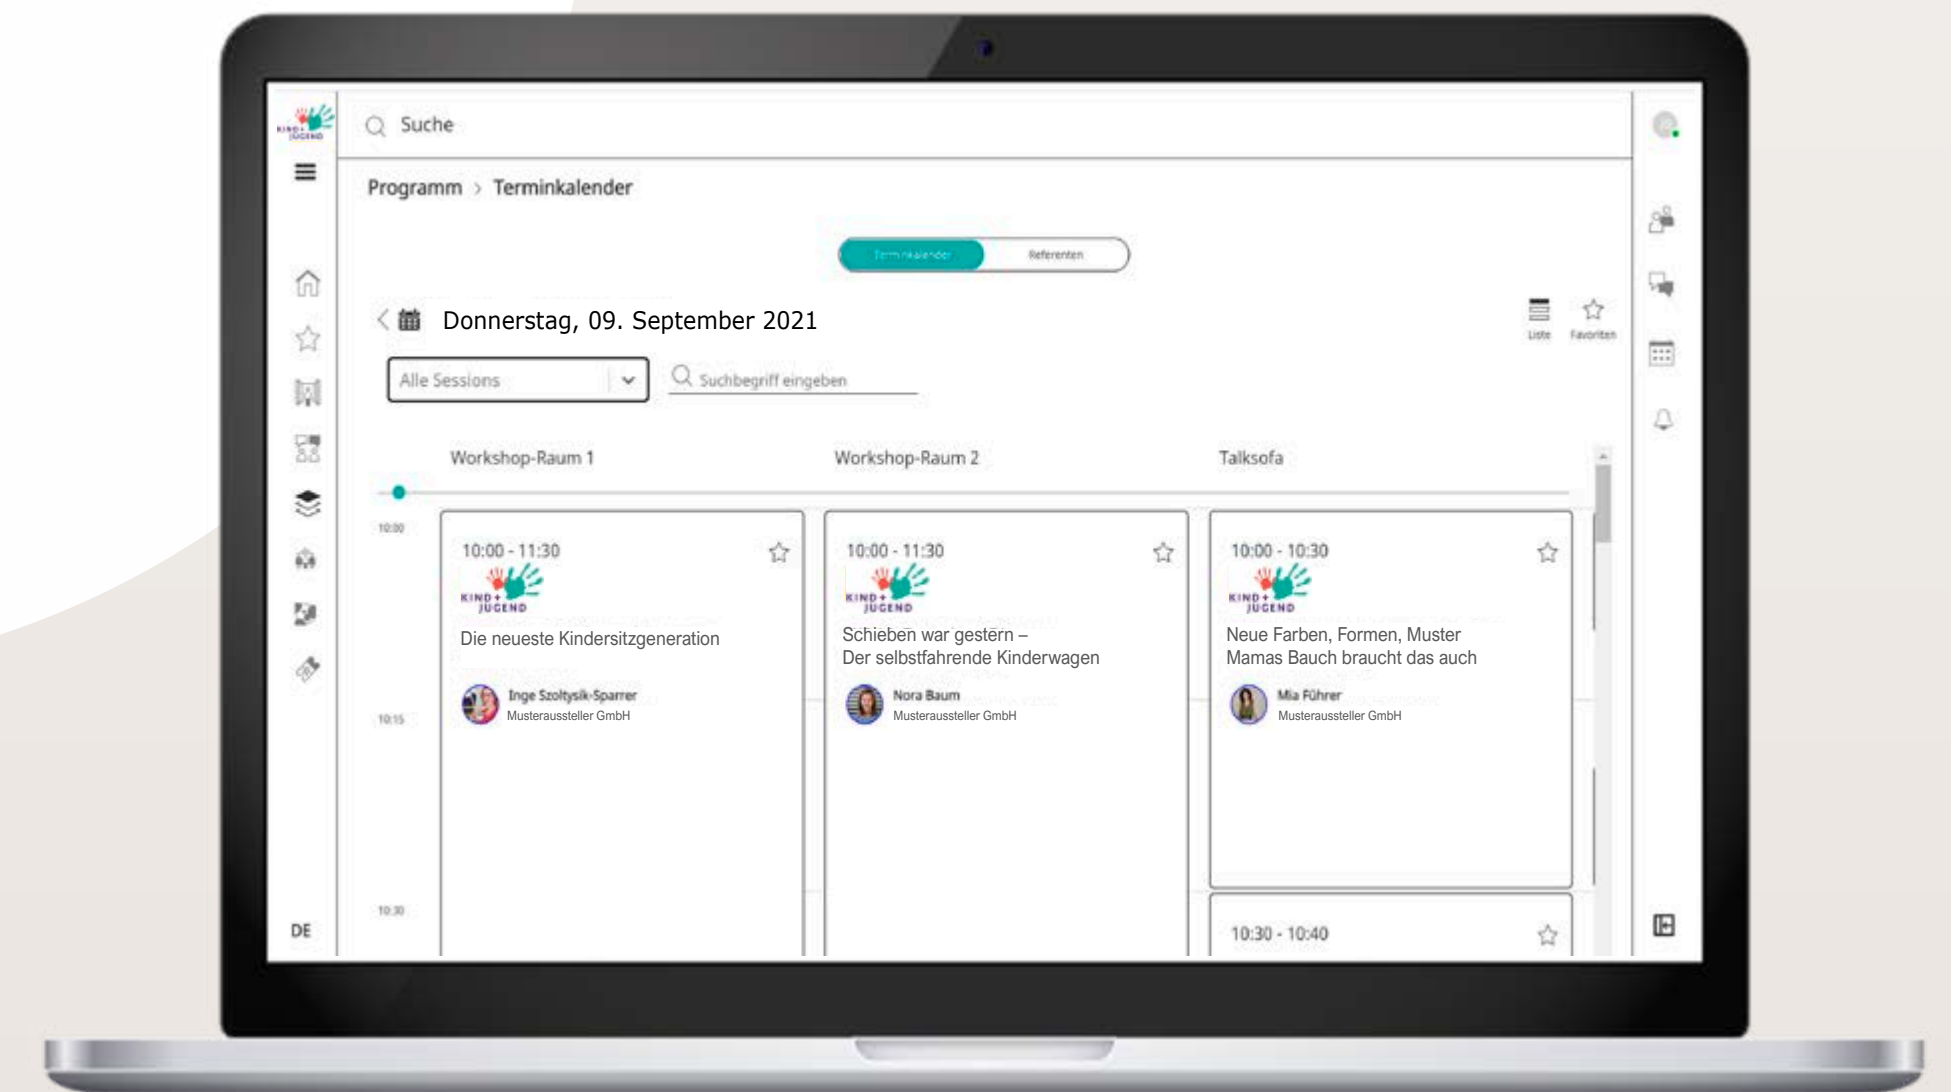 KIND+
JUGEND
Suche
Programm > Terminkalender
Terminkalender
Referenten
Donnerstag, 09. September 2021
Liste
Favoriten
Alle Sessions
Suchbegriff eingeben
Workshop-Raum 1
Workshop-Raum 2
Talksofa
10:00
10:00 - 11:30
KIND+
JUGEND
Die neueste Kindersitzgeneration
Inge Szoltysik-Sparrer
Musteraussteller GmbH
10:00 - 11:30
KIND+
JUGEND
Schieben war gestern –
Der selbstfahrende Kinderwagen
Nora Baum
Musteraussteller GmbH
10:00 - 10:30
KIND+
JUGEND
Neue Farben, Formen, Muster
Mamas Bauch braucht das auch
Mia Führer
Musteraussteller GmbH
10:15
10:30
10:30 - 10:40
DE